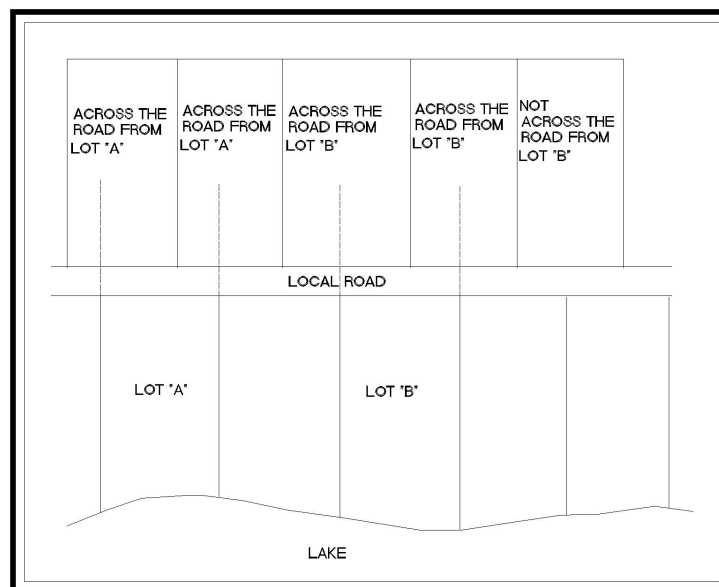 ACROSS THE
ROAD FROM
LOT "A"
ACROSS THE
ROAD FROM
LOT "A"
ACROSS THE
ROAD FROM
LOT "B"
ACROSS THE
ROAD FROM
LOT "B"
NOT
ACROSS THE
ROAD FROM
LOT "B"
LOCAL ROAD
LOT "A"
LOT "B"
LAKE